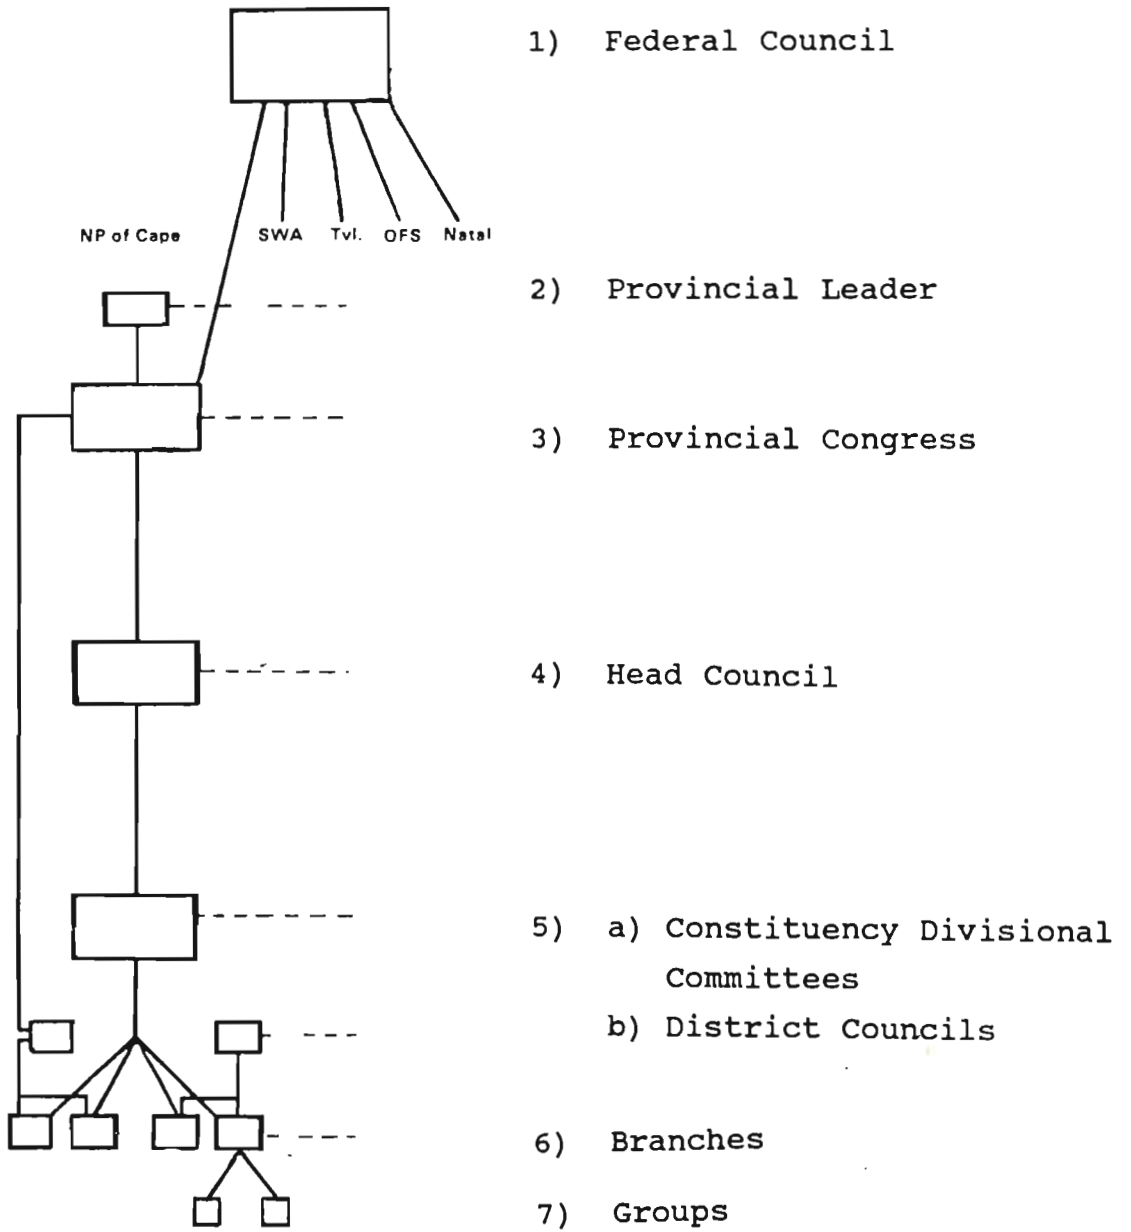 1) Federal Council
NP of Cape SWA Tvl. OFS Natal
2) Provincial Leader
3) Provincial Congress
4) Head Council
5) a) Constituency Divisional
Committees
b) District Councils
6) Branches
7) Groups